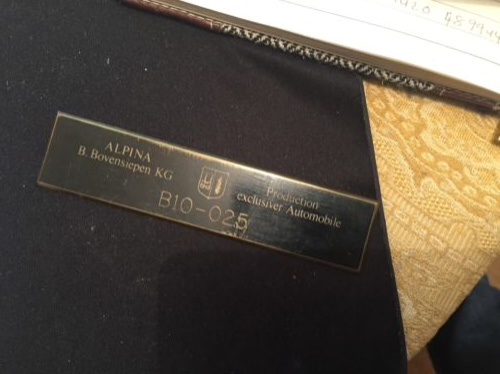 ALPINA
B. Bovensiepen KG
Production
exclusiver Automobile
B10-025